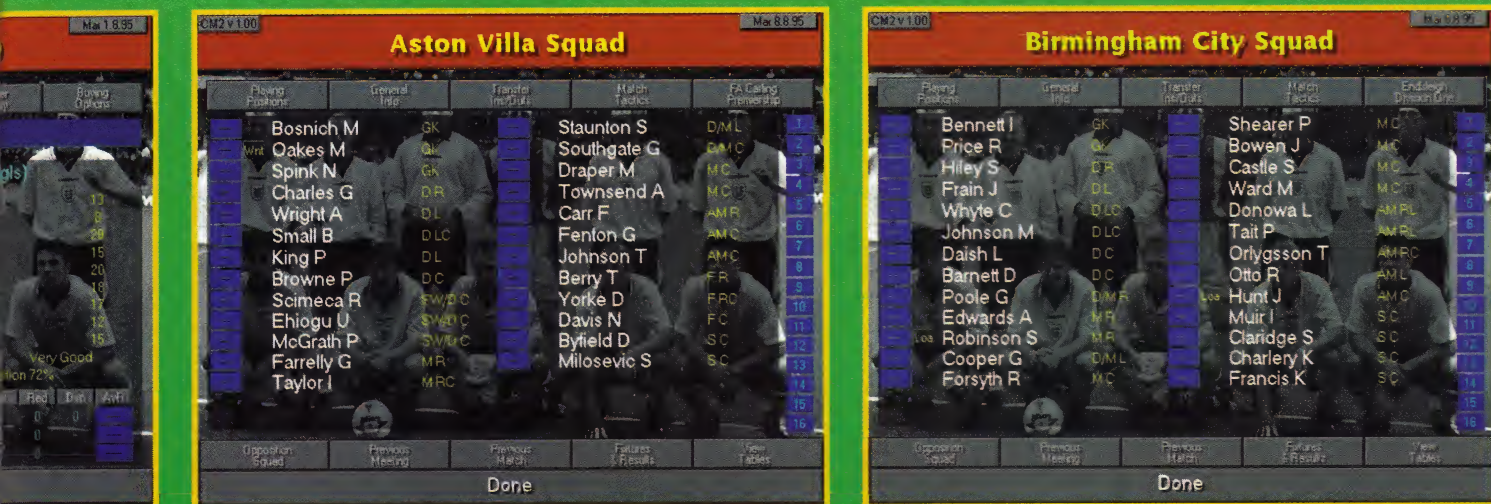 Mar 1.8.95
Buying
Options
gls)
13
8
20
15
20
18
17
12
15
Very Good
tion 72%
Red Dis AvR
0 0
0
0
CM2 v 1.00
Mar 8.8.95
Aston Villa Squad
Playing
Positions
General
Info
Transfer
Ins/Outs
Match
Tactics
FA Carling
Premiership
Bosnich M GK Staunton S D/M L 1
Wnt Oakes M GK Southgate G D/M C 2
Spink N GK Draper M M C 3
Charles G D R Townsend A M C 4
Wright A D L Carr F AM R 5
Small B D LC Fenton G AM C 6
King P D L Johnson T AM C 7
Browne P D C Berry T F R 8
Scimeca R SW/D C Yorke D F RC 9
Ehiogu U SW/D C Davis N F C 10
McGrath P SW/D C Byfield D S C 11
Farrelly G M R Milosevic S S C 12
Taylor I M RC 13
14
15
16
Opposition
Squad
Previous
Meeting
Previous
Match
Fixtures
& Results
View
Tables
Done
CM2 v 1.00
Mar 8.8.95
Birmingham City Squad
Playing
Positions
General
Info
Transfer
Ins/Outs
Match
Tactics
Endsleigh
Division One
Bennett I GK Shearer P M C 1
Price R GK Bowen J M C 2
Hiley S D R Castle S M C 3
Frain J D L Ward M M C 4
Whyte C D LC Donowa L AM RL 5
Johnson M D LC Tait P AM RL 6
Daish L D C Orlygsson T AM RC 7
Barnett D D C Otto R AM L 8
Poole G D/M R Loa Hunt J AM C 9
Edwards A M R Muir I S C 10
Loa Robinson S M R Claridge S S C 11
Cooper G D/M L Charlery K S C 12
Forsyth R M C Francis K S C
14
15
16
Opposition
Squad
Previous
Meeting
Previous
Match
Fixtures
& Results
View
Tables
Done